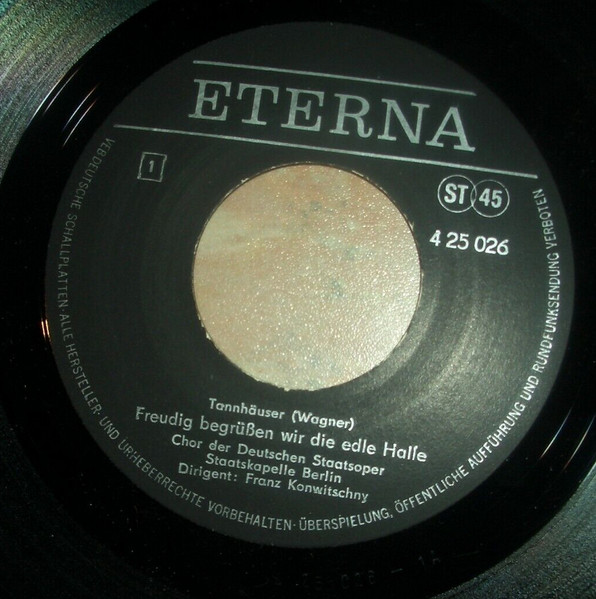 ETERNA
1
ST 45
4 25 026
Tannhäuser (Wagner)
Freudig begrüßen wir die edle Halle
Chor der Deutschen Staatsoper
Staatskapelle Berlin
Dirigent: Franz Konwitschny
VEB DEUTSCHE SCHALLPLATTEN · ALLE HERSTELLER- UND URHEBERRECHTE VORBEHALTEN · ÜBERSPIELUNG, ÖFFENTLICHE AUFFÜHRUNG UND RUNDFUNKSENDUNG VERBOTEN